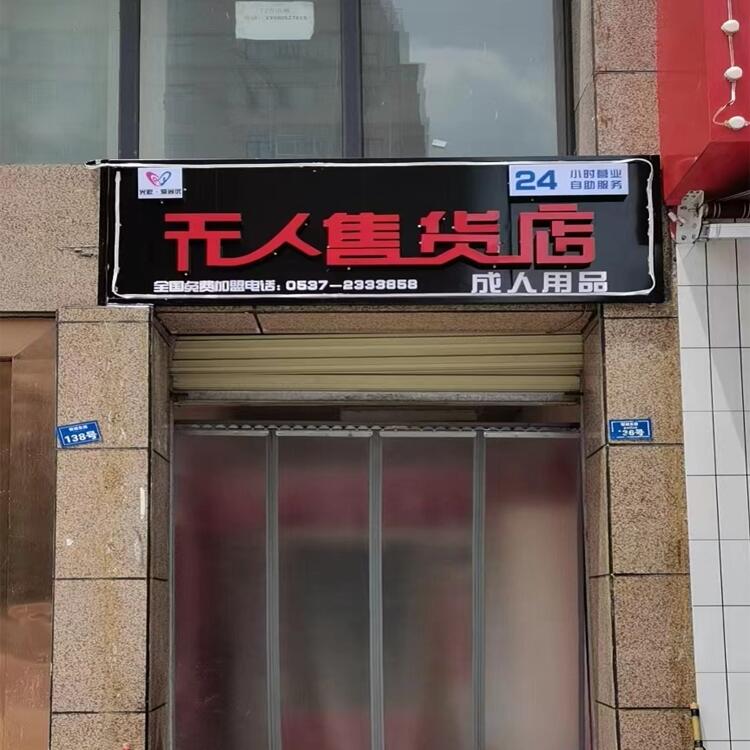 24 小时营业
自助服务
无人售货店
全国免费加盟电话：0537-2333858
成人用品
138号